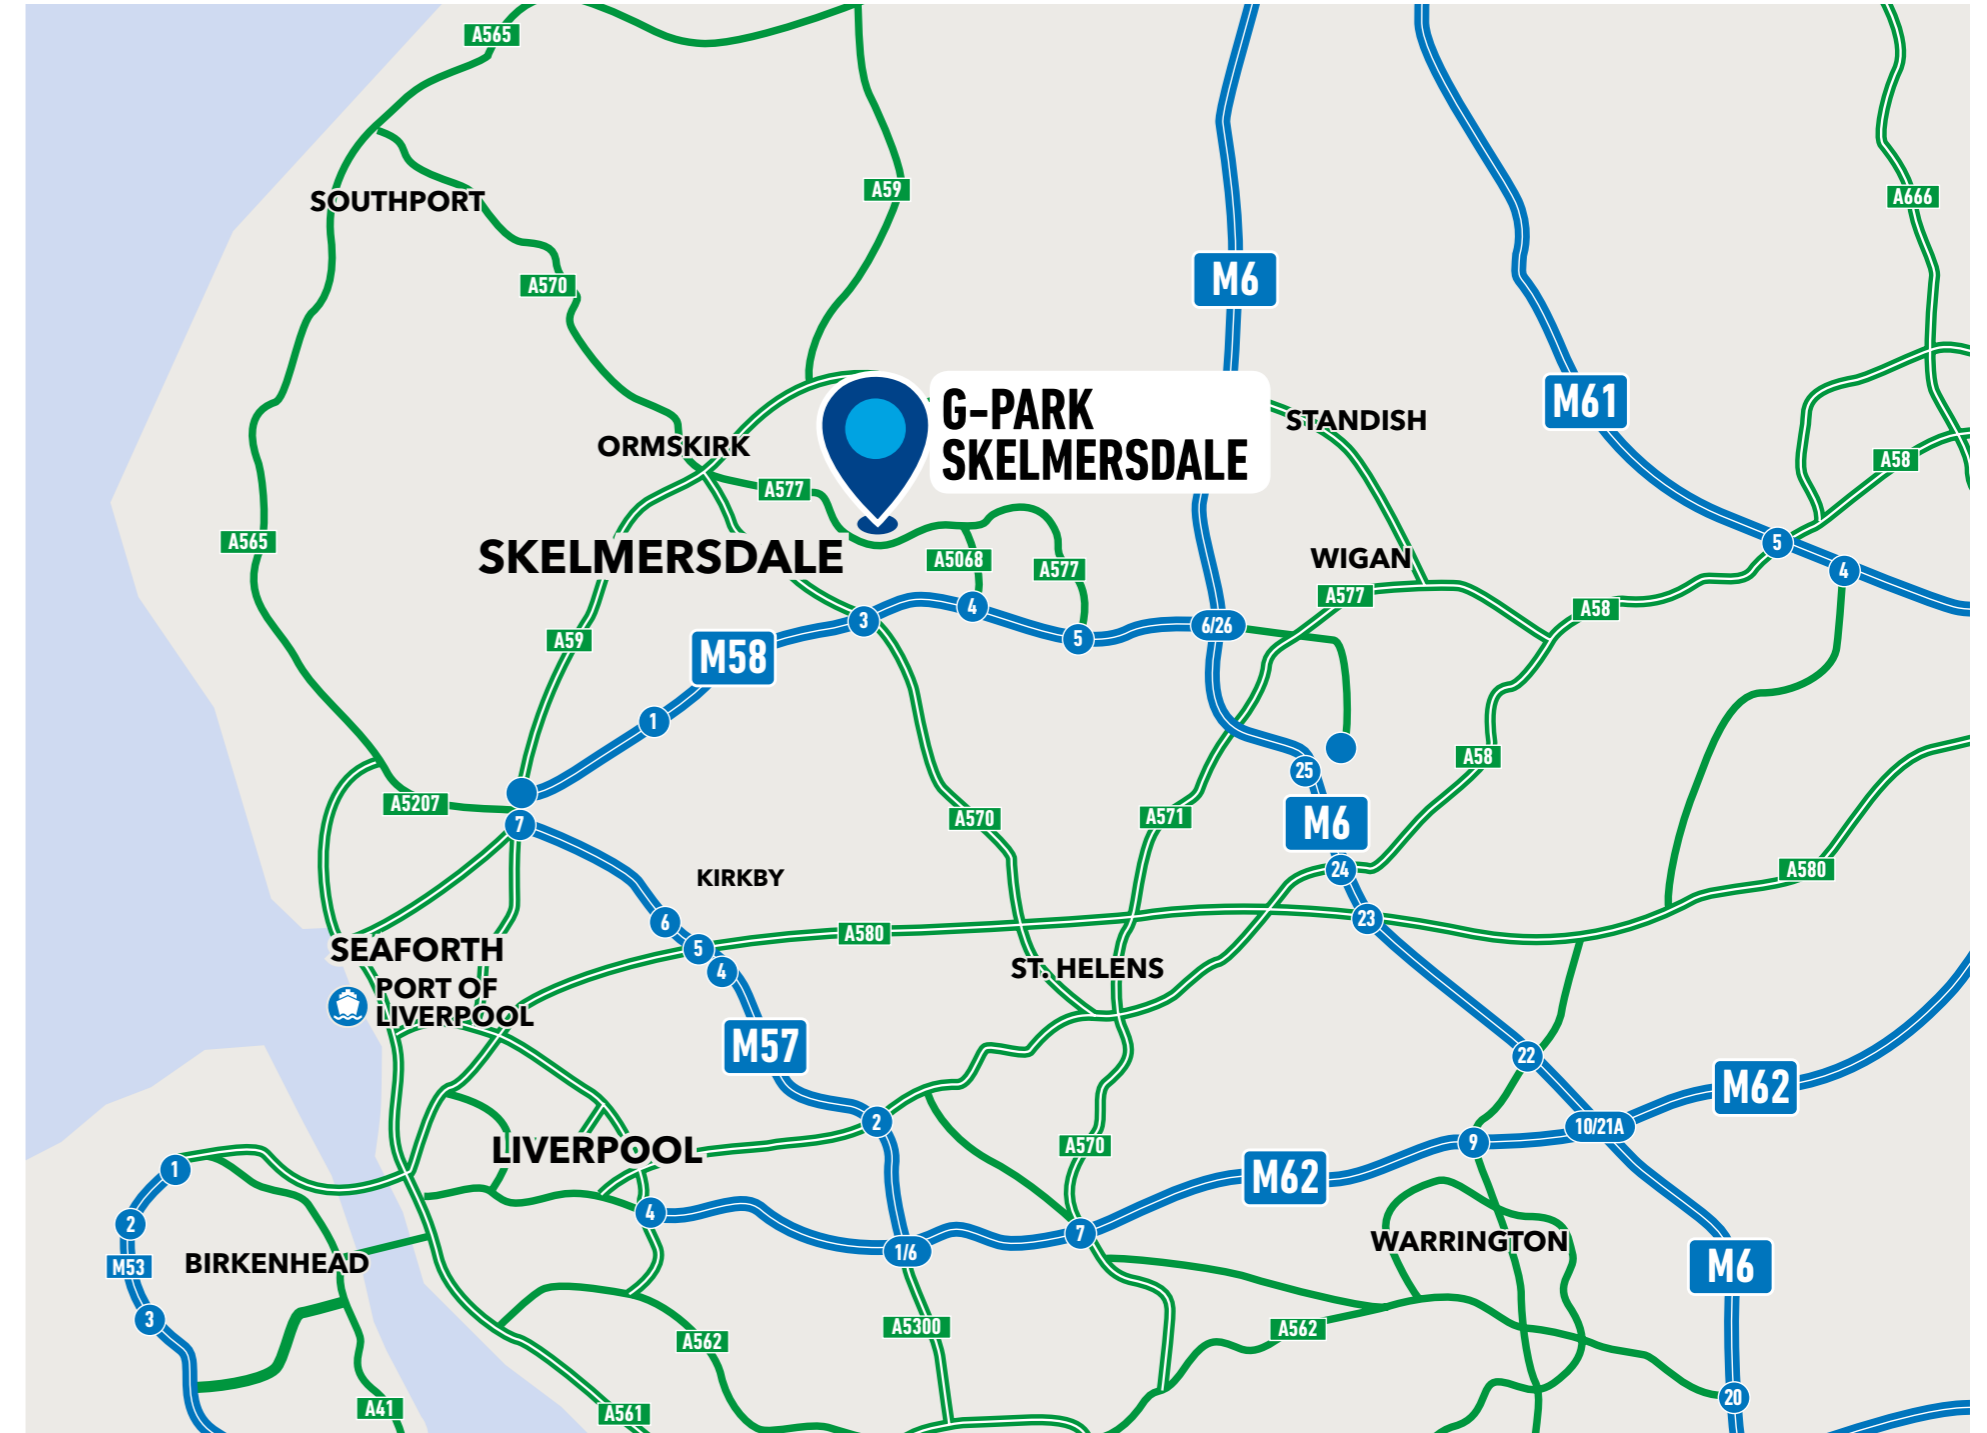 A565
A59
A666
SOUTHPORT
A570
M6
M61
G-PARK
SKELMERSDALE
STANDISH
ORMSKIRK
A58
A577
A565
SKELMERSDALE
A5068
A577
WIGAN
5
4
A577
A58
3
4
5
6/26
A59
M58
1
A58
25
A5207
7
A570
A571
M6
KIRKBY
24
A580
6
5
4
A580
23
SEAFORTH
PORT OF
LIVERPOOL
ST. HELENS
M57
22
M62
2
10/21A
9
LIVERPOOL
A570
M62
1
2
M53
3
BIRKENHEAD
4
1/6
7
WARRINGTON
M6
A562
A5300
A562
20
A41
A561